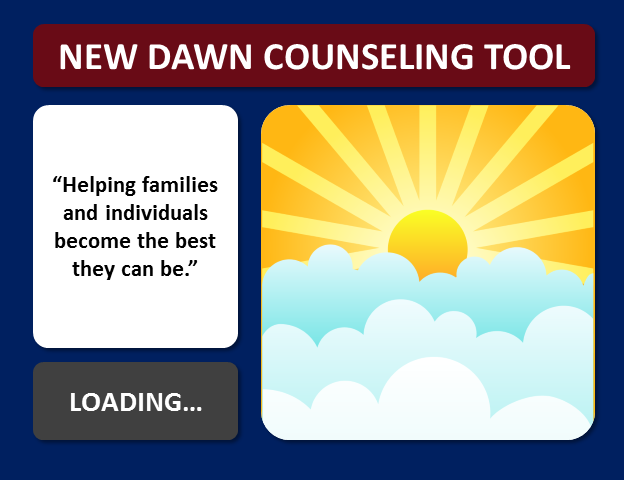 NEW DAWN COUNSELING TOOL
“Helping families
and individuals
become the best
they can be.”
LOADING…